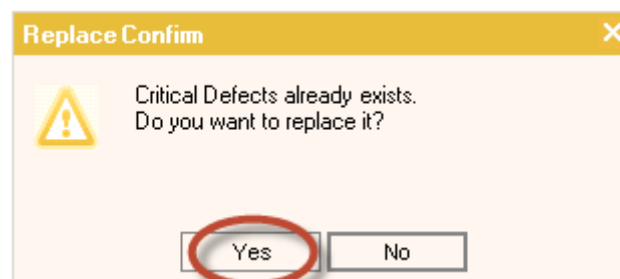 Replace Confirm
Critical Defects already exists.
Do you want to replace it?
Yes No